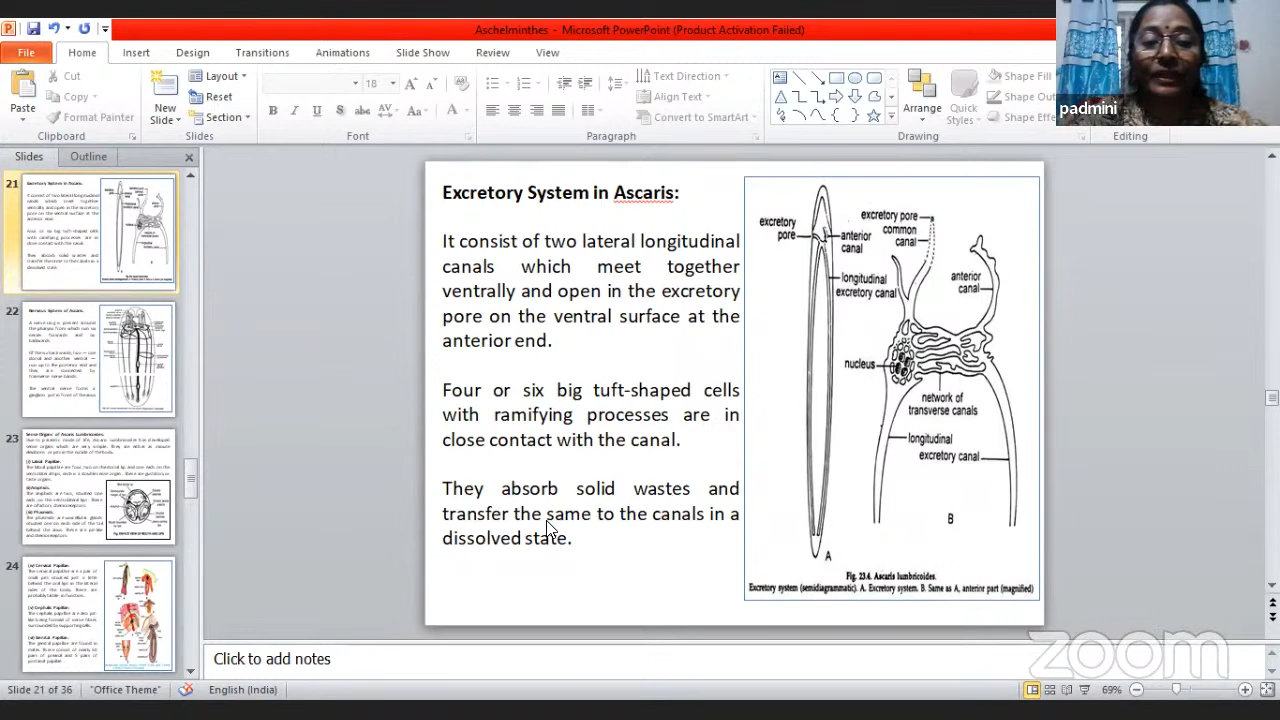 Aschelminthes - Microsoft PowerPoint (Product Activation Failed)
File Home Insert Design Transitions Animations Slide Show Review View
Cut
Copy
Format Painter
Paste
Clipboard
New
Slide
Layout
Reset
Section
Slides
18
Font
Text Direction
Align Text
Convert to SmartArt
Paragraph
Arrange
Quick
Styles
Shape Fill
Shape Effe
Drawing
Editing
padmini
Slides Outline
21
22
23
24
Excretory System in Ascaris:
It consist of two lateral longitudinal
canals which meet together
ventrally and open in the excretory
pore on the ventral surface at the
anterior end.
Four or six big tuft-shaped cells
with ramifying processes are in
close contact with the canal.
They absorb solid wastes and
transfer the same to the canals in a
dissolved state.
excretory
pore
anterior
canal
longitudinal
excretory canal
excretory pore
common
canal
anterior
canal
nucleus
network of
transverse canals
longitudinal
excretory canal
A
B
Fig. 23.6. Ascaris lumbricoides.
Excretory system (semidiagrammatic). A. Excretory system. B. Same as A, anterior part (magnified)
Click to add notes
zoom
Slide 21 of 36 "Office Theme" English (India) 69%